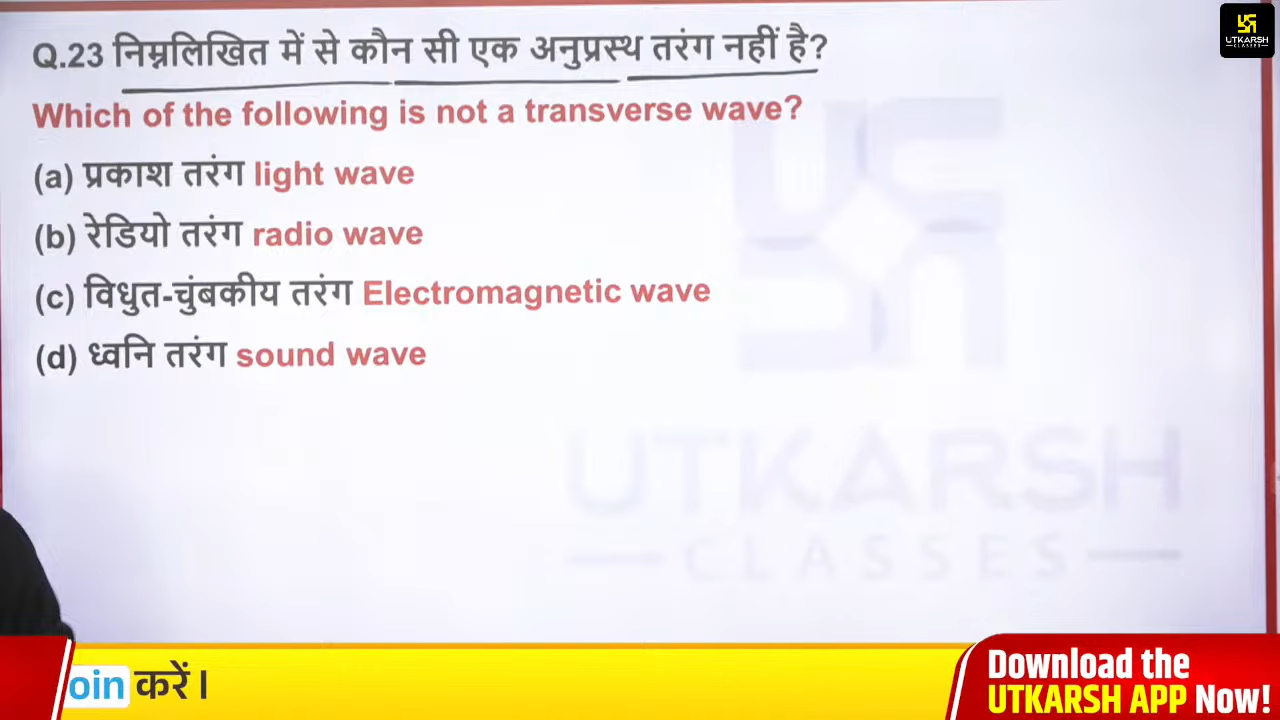 Q.23 निम्नलिखित में से कौन सी एक अनुप्रस्थ तरंग नहीं है?
Which of the following is not a transverse wave?
(a) प्रकाश तरंग light wave
(b) रेडियो तरंग radio wave
(c) विधुत-चुंबकीय तरंग Electromagnetic wave
(d) ध्वनि तरंग sound wave
UTKARSH
CLASSES
UTKARSH
CLASSES
oin करें।
Download the
UTKARSH APP Now!